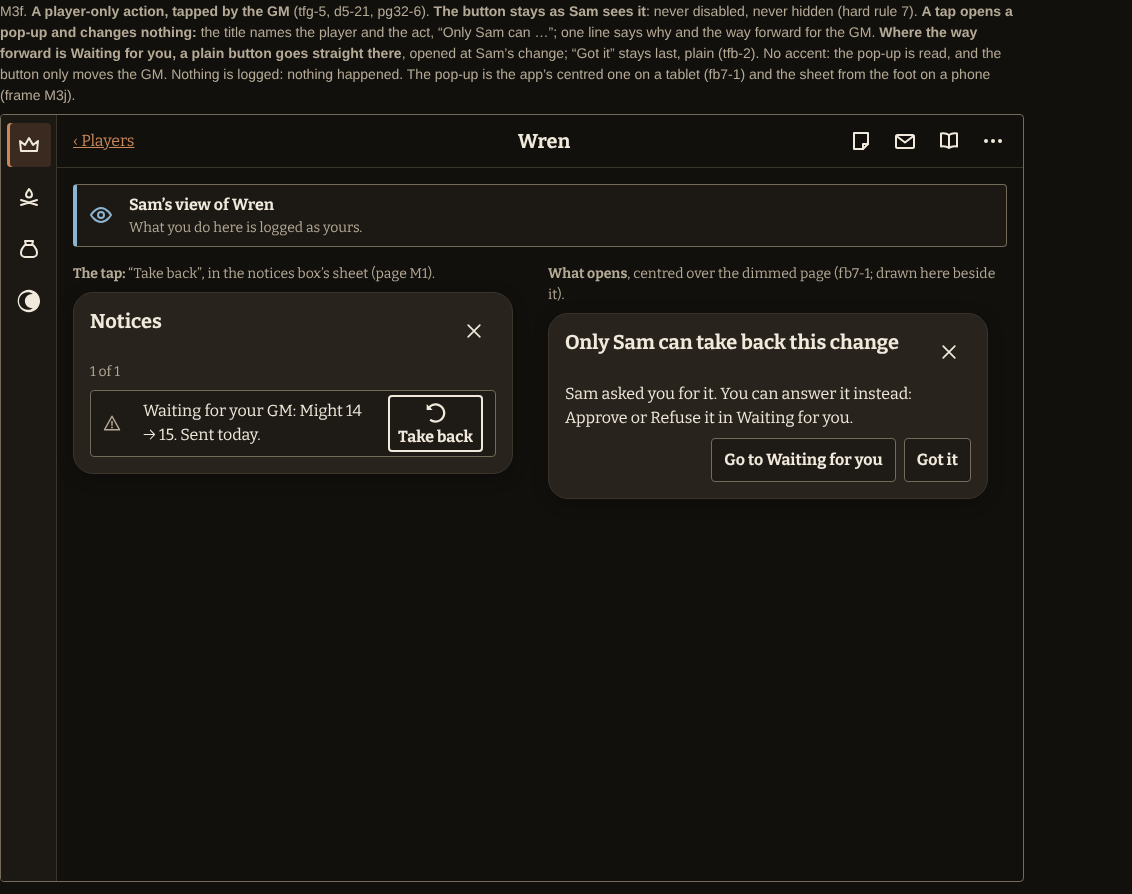 M3f. A player-only action, tapped by the GM (tfg-5, d5-21, pg32-6). The button stays as Sam sees it: never disabled, never hidden (hard rule 7). A tap opens a
pop-up and changes nothing: the title names the player and the act, “Only Sam can …”; one line says why and the way forward for the GM. Where the way
forward is Waiting for you, a plain button goes straight there, opened at Sam’s change; “Got it” stays last, plain (tfb-2). No accent: the pop-up is read, and the
button only moves the GM. Nothing is logged: nothing happened. The pop-up is the app’s centred one on a tablet (fb7-1) and the sheet from the foot on a phone
(frame M3j).
‹ Players
Wren
Sam’s view of Wren
What you do here is logged as yours.
The tap: “Take back”, in the notices box’s sheet (page M1).
Notices
1 of 1
Waiting for your GM: Might 14
→ 15. Sent today.
Take back
What opens, centred over the dimmed page (fb7-1; drawn here beside
it).
Only Sam can take back this change
Sam asked you for it. You can answer it instead:
Approve or Refuse it in Waiting for you.
Go to Waiting for you
Got it